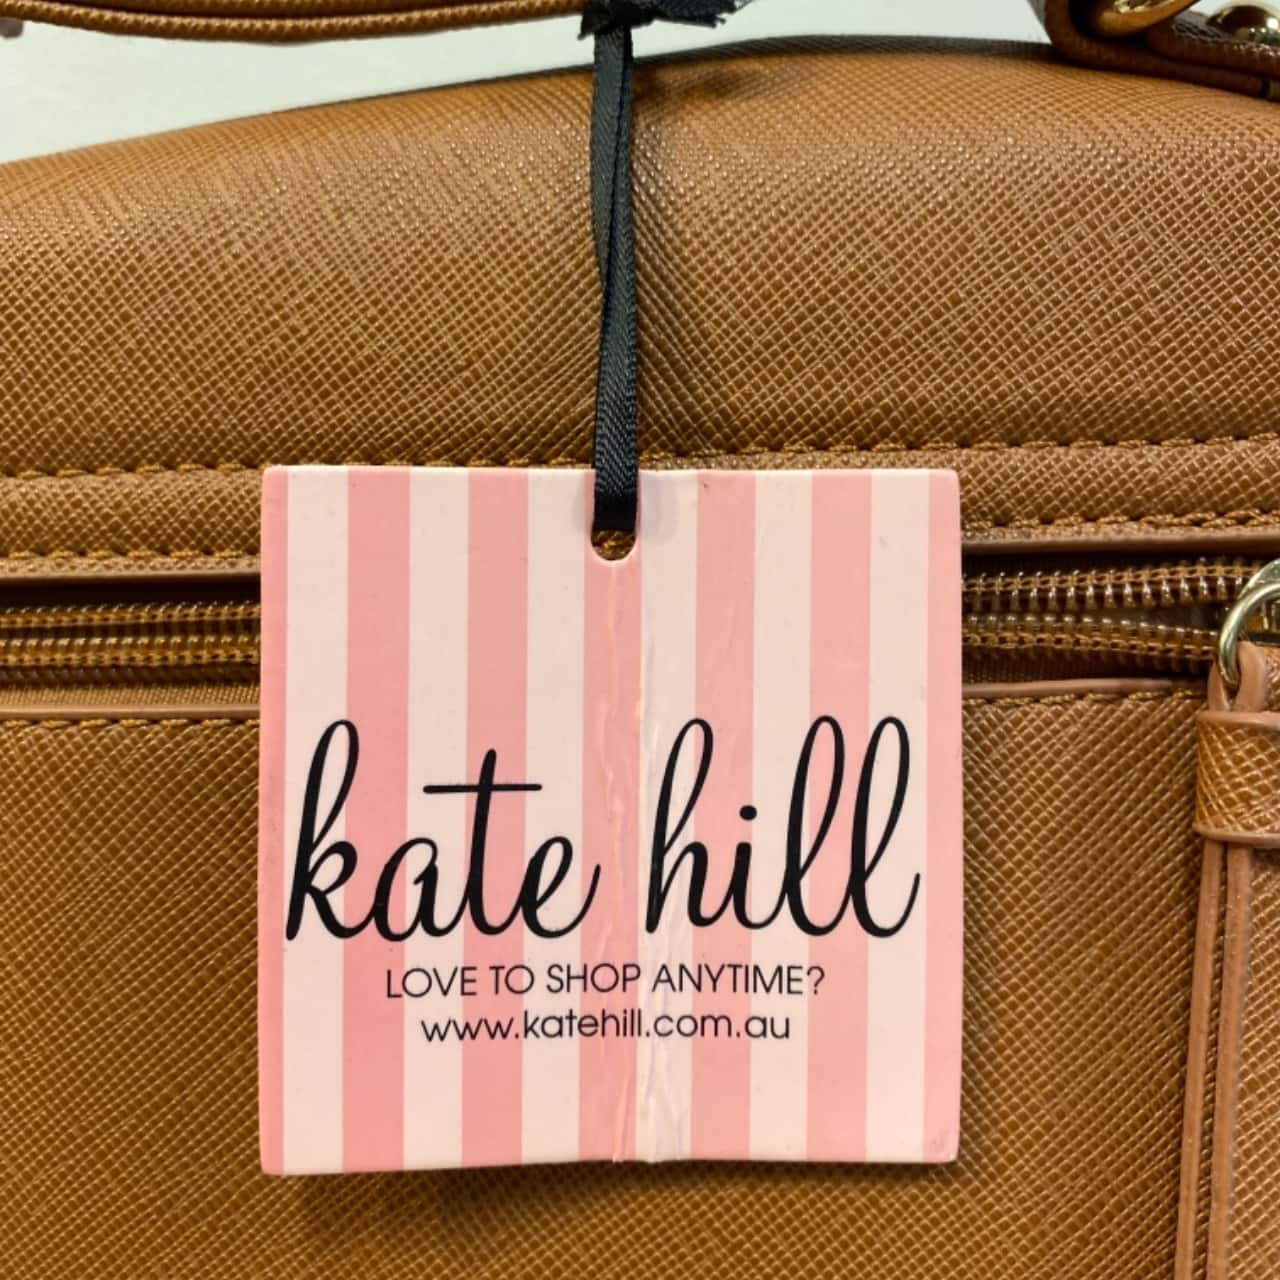 kate hill
LOVE TO SHOP ANYTIME?
www.katehill.com.au